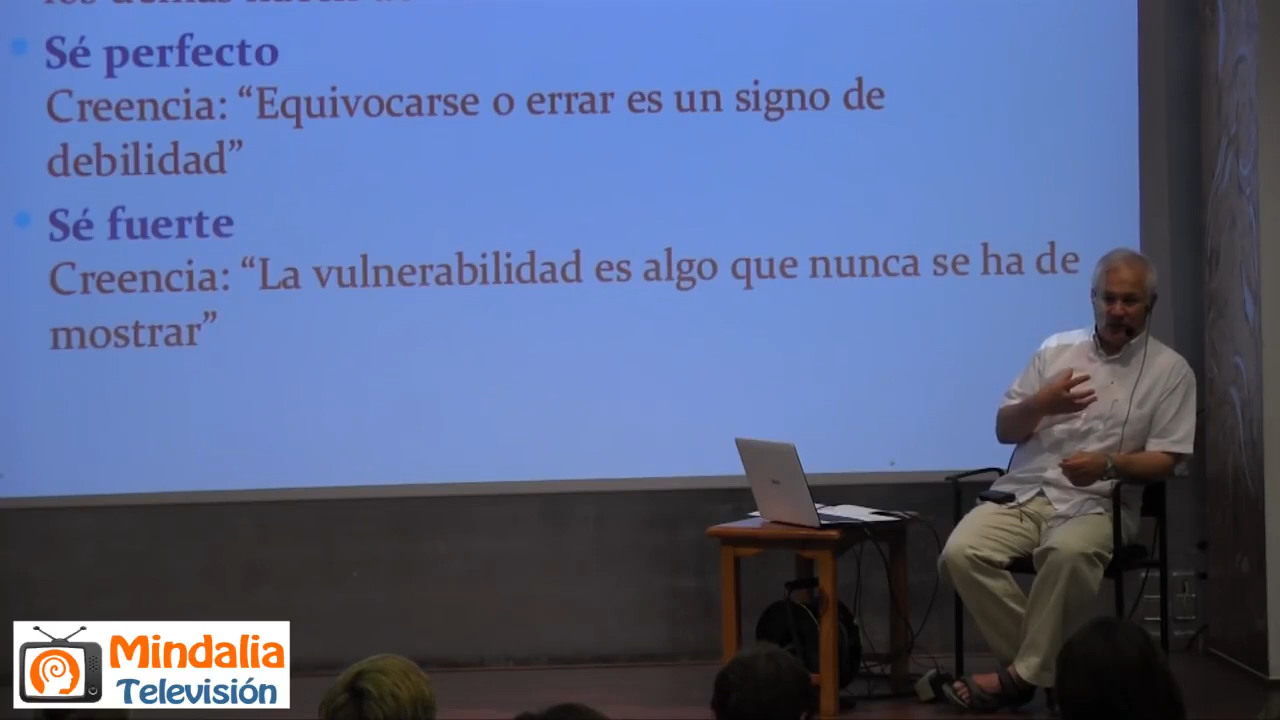 Sé perfecto
Creencia: “Equivocarse o errar es un signo de
debilidad”
Sé fuerte
Creencia: “La vulnerabilidad es algo que nunca se ha de
mostrar”
Mindalia
Televisión